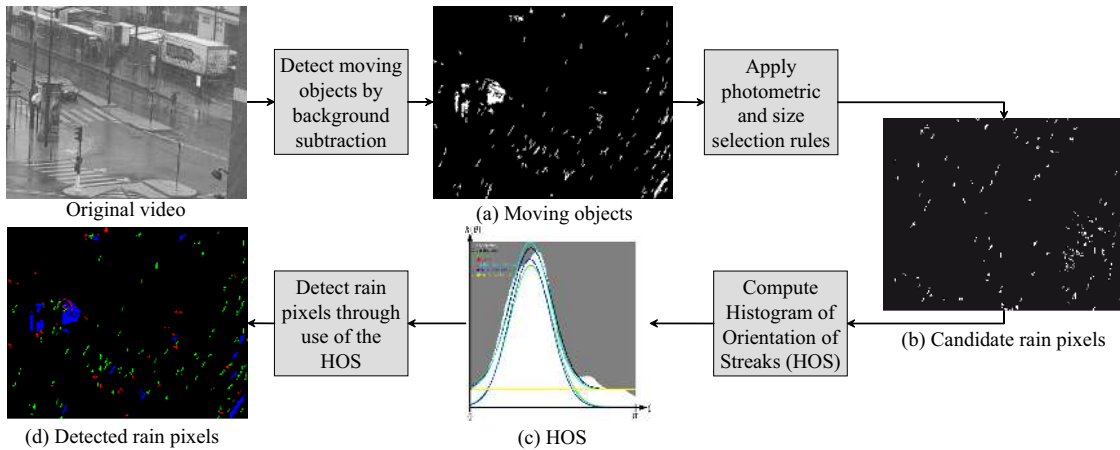 Detect moving
objects by
background
subtraction
Apply
photometric
and size
selection rules
Original video
(a) Moving objects
Compute
Histogram of
Orientation of
Streaks (HOS)
(b) Candidate rain pixels
(c) HOS
Detect rain
pixels through
use of the
HOS
(d) Detected rain pixels